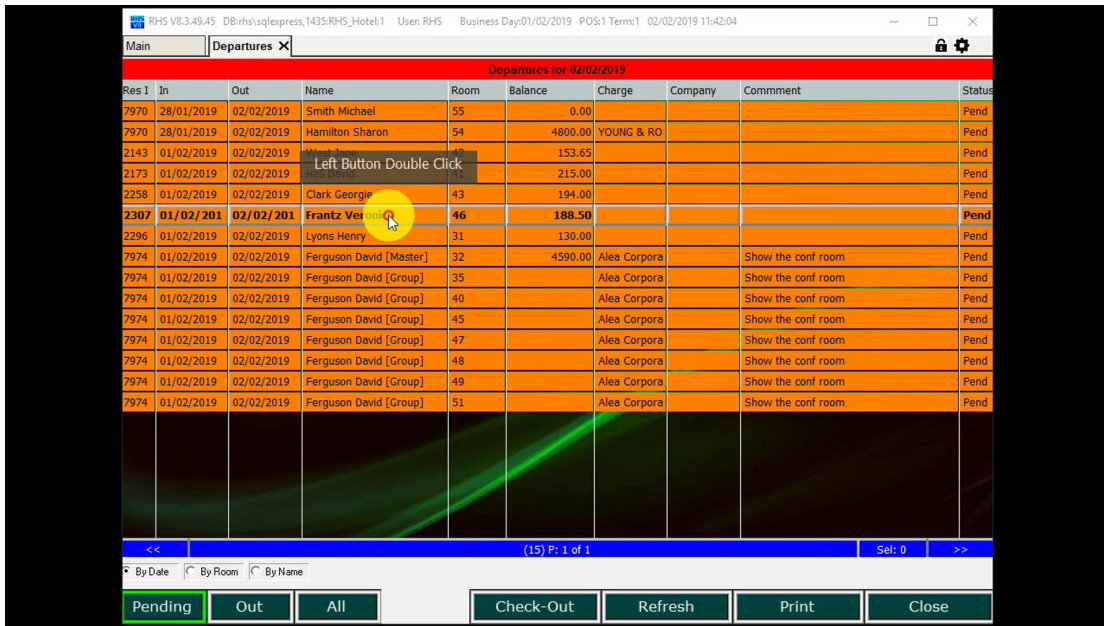 RHS V8 RHS V8.3.49.45 DB:rhs\sqlexpress,1435:RHS_Hotel:1 User: RHS Business Day:01/02/2019 POS:1 Term:1 02/02/2019 11:42:04
Main Departures X
Departures for 02/02/2019
Res I In Out Name Room Balance Charge Company Commment Status
7970 28/01/2019 02/02/2019 Smith Michael 55 0.00 Pend
7970 28/01/2019 02/02/2019 Hamilton Sharon 54 4800.00 YOUNG & RO Pend
2143 01/02/2019 02/02/2019 West Jane 42 153.65 Pend
Left Button Double Click
2173 01/02/2019 02/02/2019 Hall David 41 215.00 Pend
2258 01/02/2019 02/02/2019 Clark Georgie 43 194.00 Pend
2307 01/02/201 02/02/201 Frantz Veronic 46 188.50 Pend
2296 01/02/2019 02/02/2019 Lyons Henry 31 130.00 Pend
7974 01/02/2019 02/02/2019 Ferguson David [Master] 32 4590.00 Alea Corpora Show the conf room Pend
7974 01/02/2019 02/02/2019 Ferguson David [Group] 35 Alea Corpora Show the conf room Pend
7974 01/02/2019 02/02/2019 Ferguson David [Group] 40 Alea Corpora Show the conf room Pend
7974 01/02/2019 02/02/2019 Ferguson David [Group] 45 Alea Corpora Show the conf room Pend
7974 01/02/2019 02/02/2019 Ferguson David [Group] 47 Alea Corpora Show the conf room Pend
7974 01/02/2019 02/02/2019 Ferguson David [Group] 48 Alea Corpora Show the conf room Pend
7974 01/02/2019 02/02/2019 Ferguson David [Group] 49 Alea Corpora Show the conf room Pend
7974 01/02/2019 02/02/2019 Ferguson David [Group] 51 Alea Corpora Show the conf room Pend
<< (15) P: 1 of 1 Sel: 0 >>
By Date By Room By Name
Pending Out All Check-Out Refresh Print Close